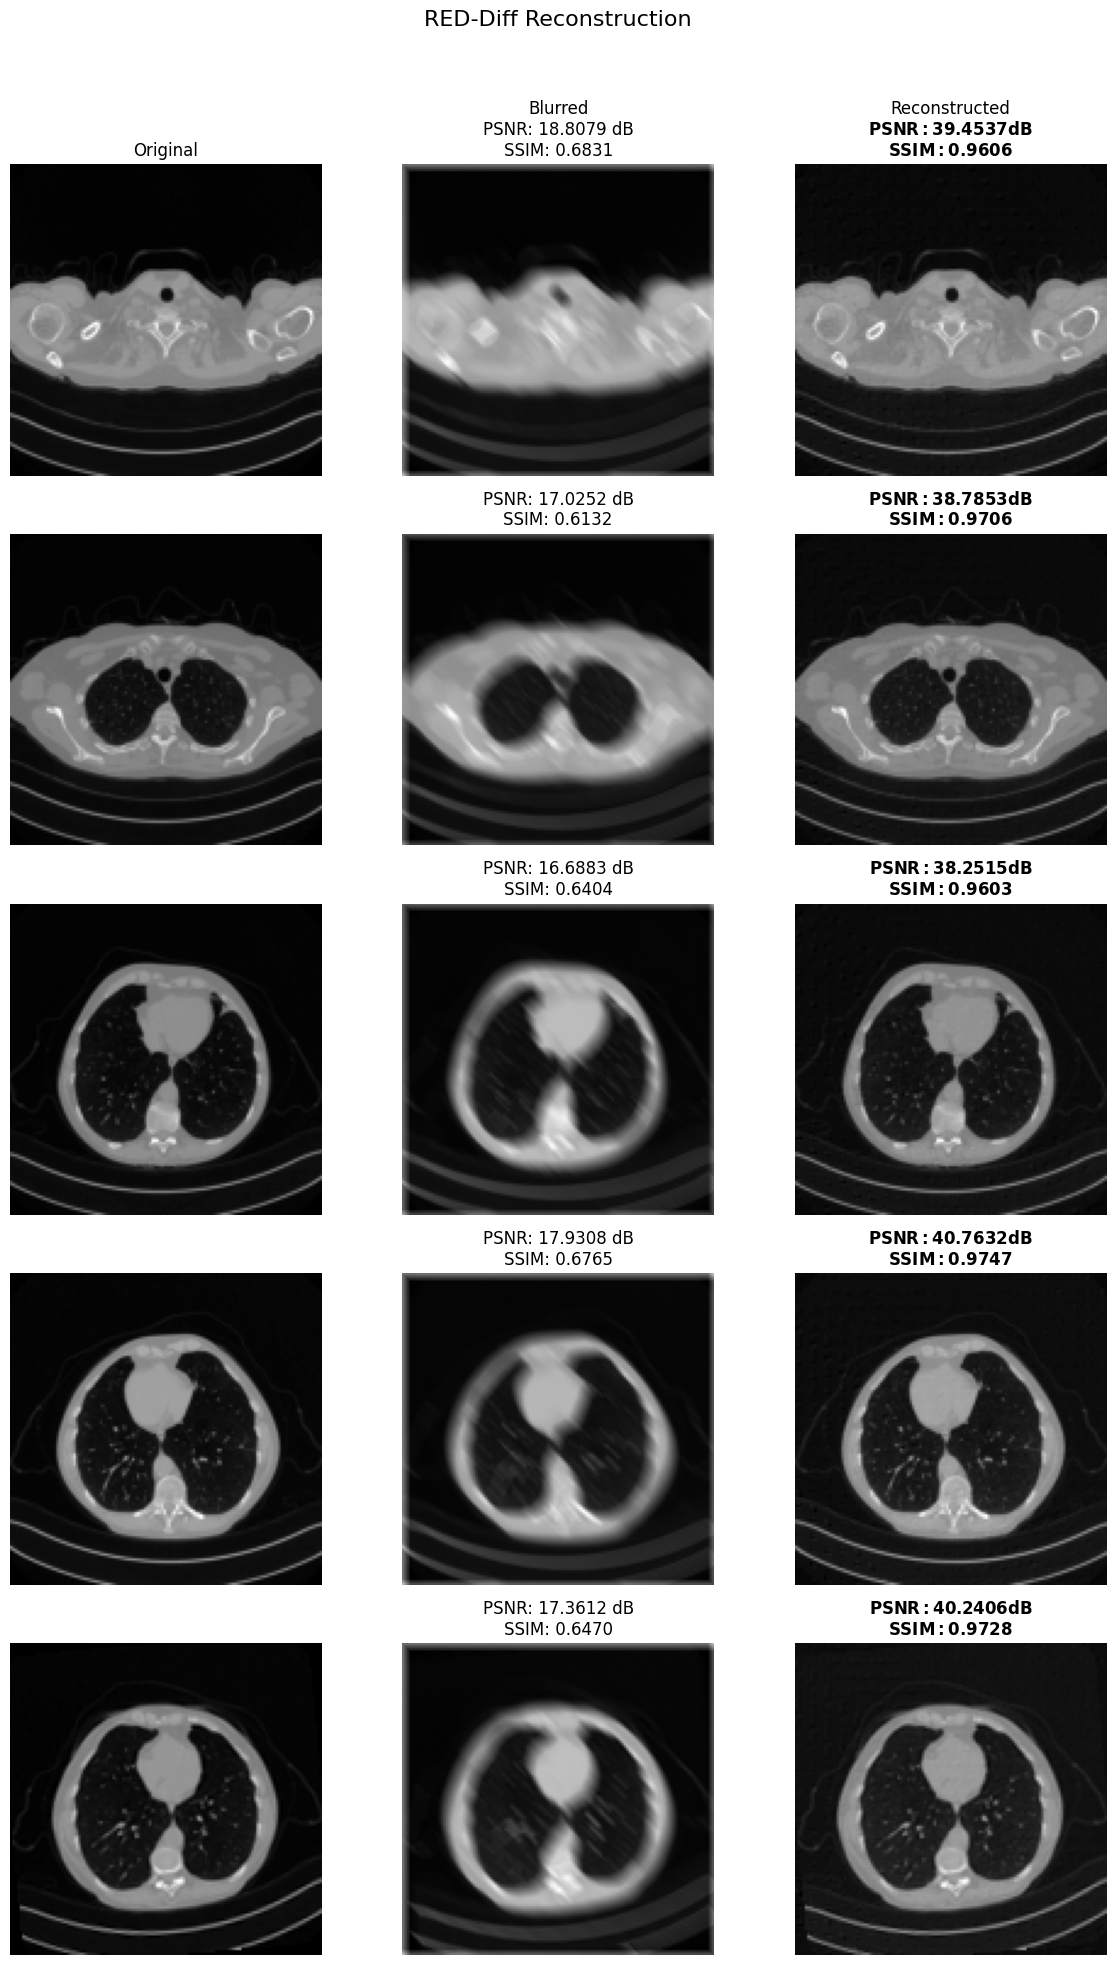 RED-Diff Reconstruction
Original
Blurred
PSNR: 18.8079 dB
SSIM: 0.6831
Reconstructed
PSNR : 39.4537dB
SSIM : 0.9606
PSNR: 17.0252 dB
SSIM: 0.6132
PSNR : 38.7853dB
SSIM : 0.9706
PSNR: 16.6883 dB
SSIM: 0.6404
PSNR : 38.2515dB
SSIM : 0.9603
PSNR: 17.9308 dB
SSIM: 0.6765
PSNR : 40.7632dB
SSIM : 0.9747
PSNR: 17.3612 dB
SSIM: 0.6470
PSNR : 40.2406dB
SSIM : 0.9728